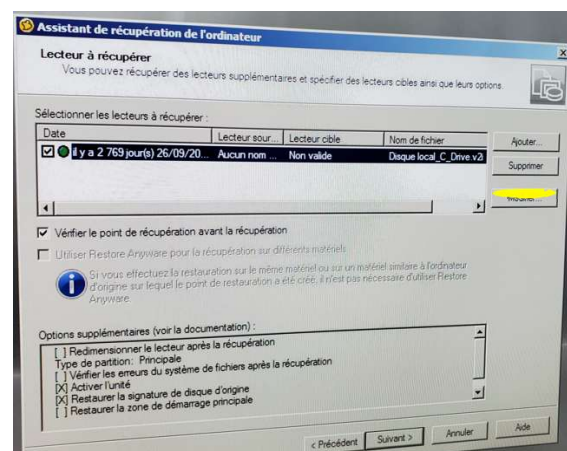 Assistant de récupération de l'ordinateur
Lecteur à récupérer
Vous pouvez récupérer des lecteurs supplémentaires et spécifier des lecteurs cibles ainsi que leurs options.
Sélectionner les lecteurs à récupérer :
Date Lecteur sour... Lecteur cible Nom de fichier
il y a 2 769 jour(s) 26/09/20... Aucun nom ... Non valide Disque local_C_Drive.v2i
Ajouter...
Supprimer
Vérifier le point de récupération avant la récupération
Utiliser Restore Anyware pour la récupération sur différents matériels
Si vous effectuez la restauration sur le même matériel ou sur un matériel similaire à l'ordinateur
d'origine sur lequel le point de restauration a été créé, il n'est pas nécessaire d'utiliser Restore
Anyware.
Options supplémentaires (voir la documentation) :
[ ] Redimensionner le lecteur après la récupération
Type de partition: Principale
[ ] Vérifier les erreurs du système de fichiers après la récupération
[X] Activer l'unité
[X] Restaurer la signature de disque d'origine
[ ] Restaurer la zone de démarrage principale
< Précédent Suivant > Annuler Aide